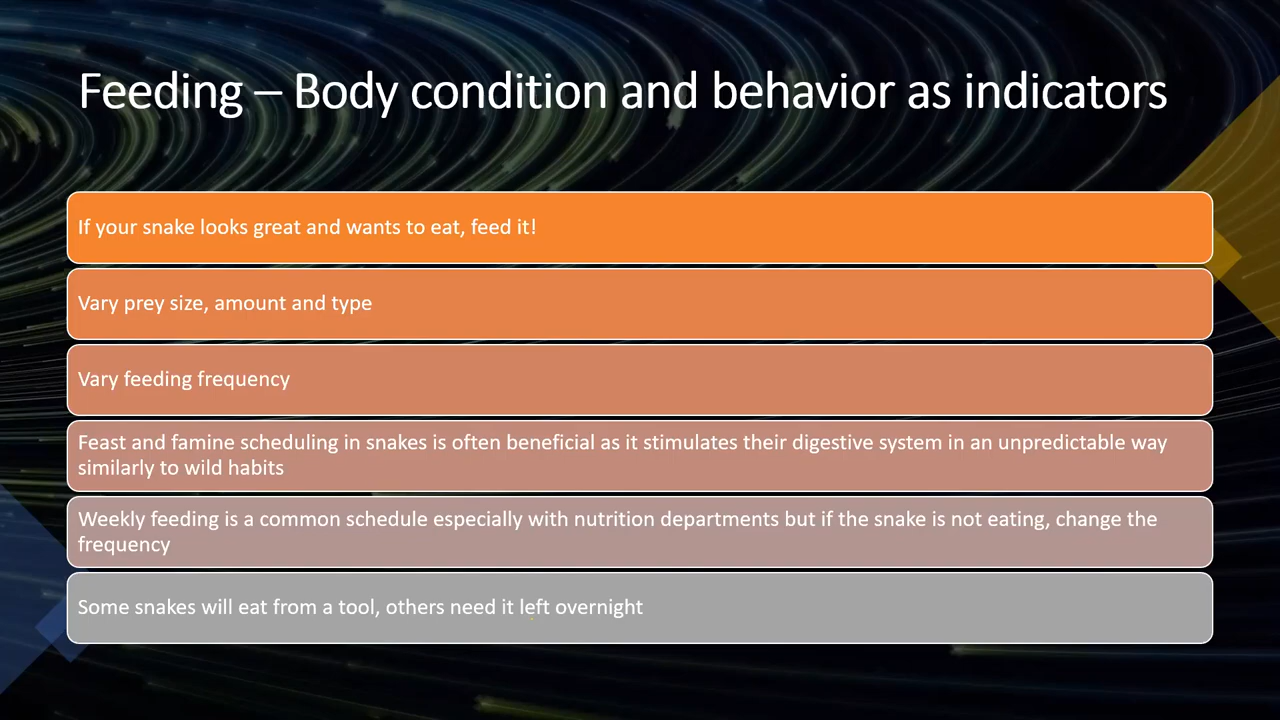 Feeding – Body condition and behavior as indicators
If your snake looks great and wants to eat, feed it!
Vary prey size, amount and type
Vary feeding frequency
Feast and famine scheduling in snakes is often beneficial as it stimulates their digestive system in an unpredictable way
similarly to wild habits
Weekly feeding is a common schedule especially with nutrition departments but if the snake is not eating, change the
frequency
Some snakes will eat from a tool, others need it left overnight